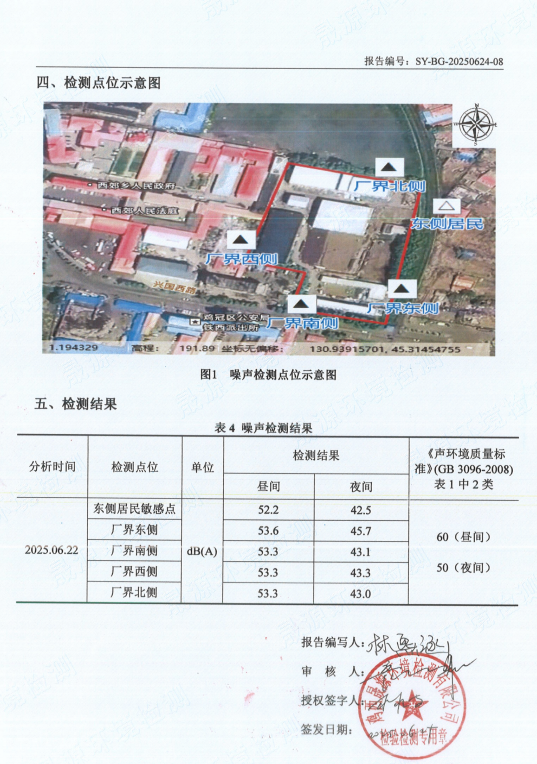 报告编号：SY-BG-20250624-08
四、检测点位示意图
厂界北侧
西郊乡人民政府
东侧居民
西郊人民法庭
厂界西侧
兴国西路
厂界东侧
鸡冠区公安局
铁西派出所
厂界南侧
1.194329 高程： 191.89 坐标无偏移： 130.93915701, 45.31454755
图1 噪声检测点位示意图
五、检测结果
表 4 噪声检测结果
分析时间 检测点位 单位 检测结果 《声环境质量标准》(GB 3096-2008) 表 1 中 2 类
昼间 夜间
东侧居民敏感点 52.2 42.5
厂界东侧 53.6 45.7
2025.06.22 厂界南侧 dB(A) 53.3 43.1 60（昼间）
厂界西侧 53.3 43.3 50（夜间）
厂界北侧 53.3 43.0
报告编写人：
审 核 人：
授权签字人：
签发日期：
检验检测专用章